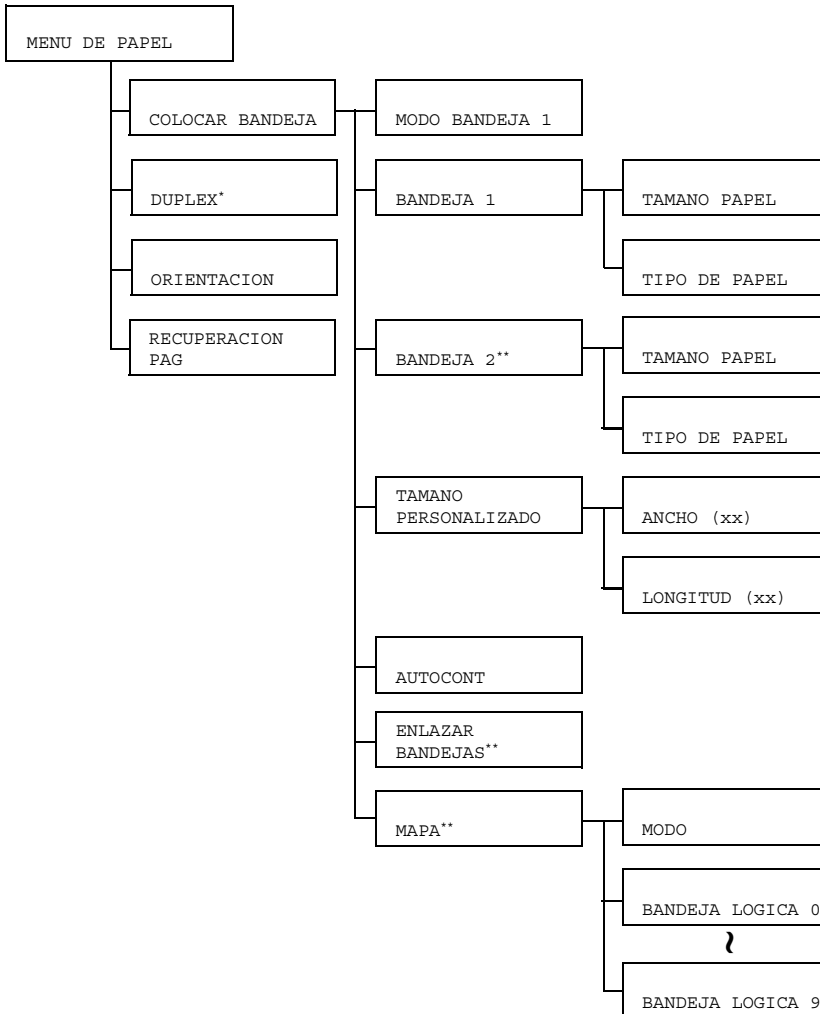 MENU DE PAPEL
COLOCAR BANDEJA
MODO BANDEJA 1
DUPLEX*
BANDEJA 1
TAMANO PAPEL
ORIENTACION
TIPO DE PAPEL
RECUPERACION
PAG
BANDEJA 2**
TAMANO PAPEL
TIPO DE PAPEL
TAMANO
PERSONALIZADO
ANCHO (xx)
LONGITUD (xx)
AUTOCONT
ENLAZAR
BANDEJAS**
MAPA**
MODO
BANDEJA LOGICA 0
~
BANDEJA LOGICA 9